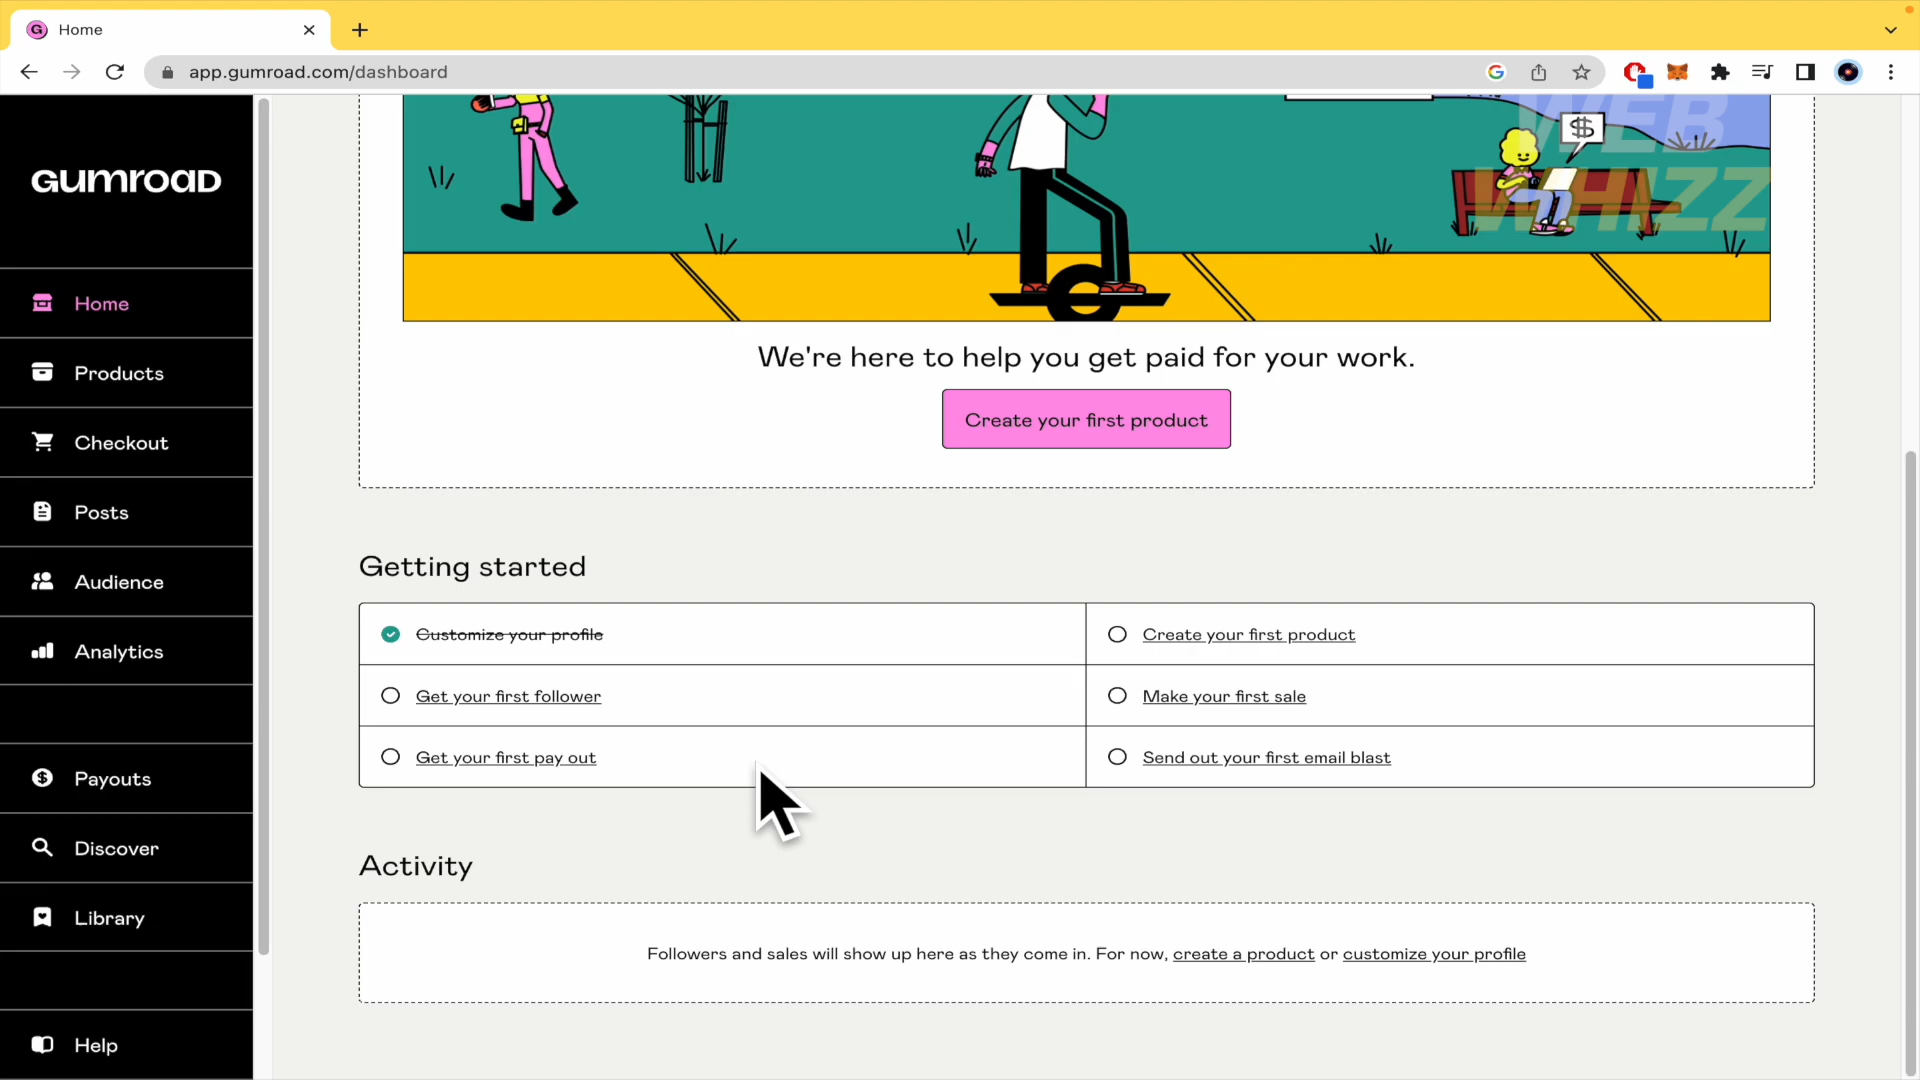 G Home
app.gumroad.com/dashboard
WEB
WHIZZ
$
GUMROAD
Home
Products
Checkout
Posts
Audience
Analytics
Payouts
Discover
Library
Help
We're here to help you get paid for your work.
Create your first product
Getting started
Customize your profile
Create your first product
Get your first follower
Make your first sale
Get your first pay out
Send out your first email blast
Activity
Followers and sales will show up here as they come in. For now, create a product or customize your profile